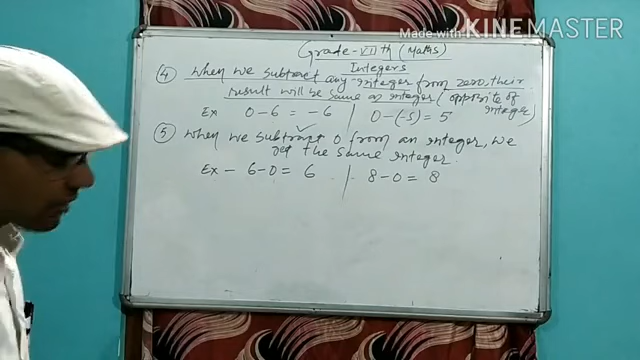 Made with KINEMASTER
Grade-VIIth (Maths)
Integers
④ when we subtract any integer from zero, their
result will be same as integer (opposite of
integer)
Ex 0-6 = -6 | 0-(-5) = 5
⑤ when we subtract 0 from an integer, we
get the same integer.
Ex - 6-0 = 6 | 8-0 = 8